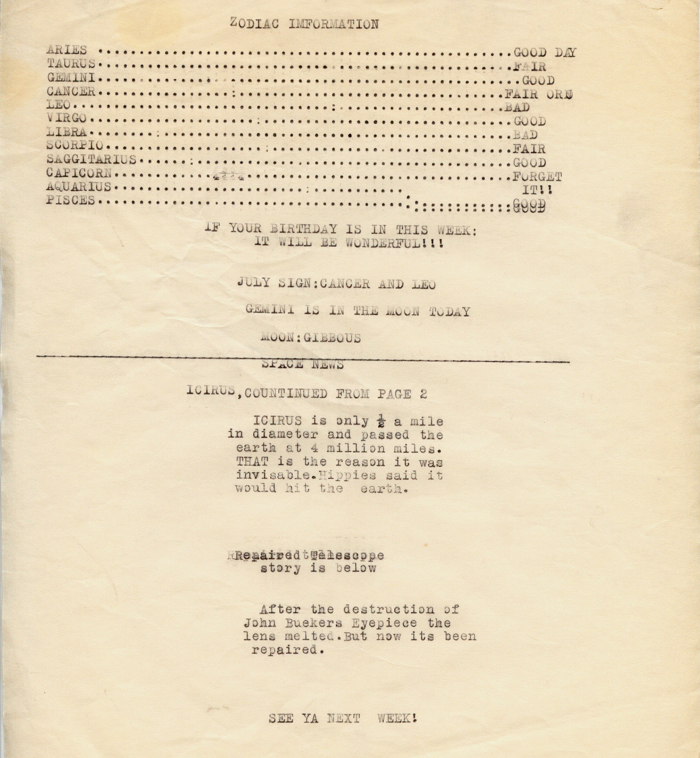 ZODIAC IMFORMATION
ARIES ..................................................GOOD DAY
TAURUS..................................................FAIR
GEMINI..................................................GOOD
CANCER..................................................FAIR
LEO.....................................................BAD
VIRGO...................................................GOOD
LIBRA...................................................BAD
SCORPIO.................................................FAIR
SAGGITARIUS.............................................GOOD
CAPICORN................................................FORGET
AQUARIUS........................................ IT!!
PISCES..................................................GOOD
IF YOUR BIRTHDAY IS IN THIS WEEK:
IT WILL BE WONDERFUL!!!
JULY SIGN:CANCER AND LEO
GEMINI IS IN THE MOON TODAY
MOON:GIBBOUS
SPACE NEWS
ICIRUS,COUNTINUED FROM PAGE 2
ICIRUS is only ½ a mile
in diameter and passed the
earth at 4 million miles.
THAT is the reason it was
invisable.Hippies said it
would hit the earth.
Repaired Telescope
story is below
After the destruction of
John Buekers Eyepiece the
lens melted.But now its been
repaired.
SEE YA NEXT WEEK!